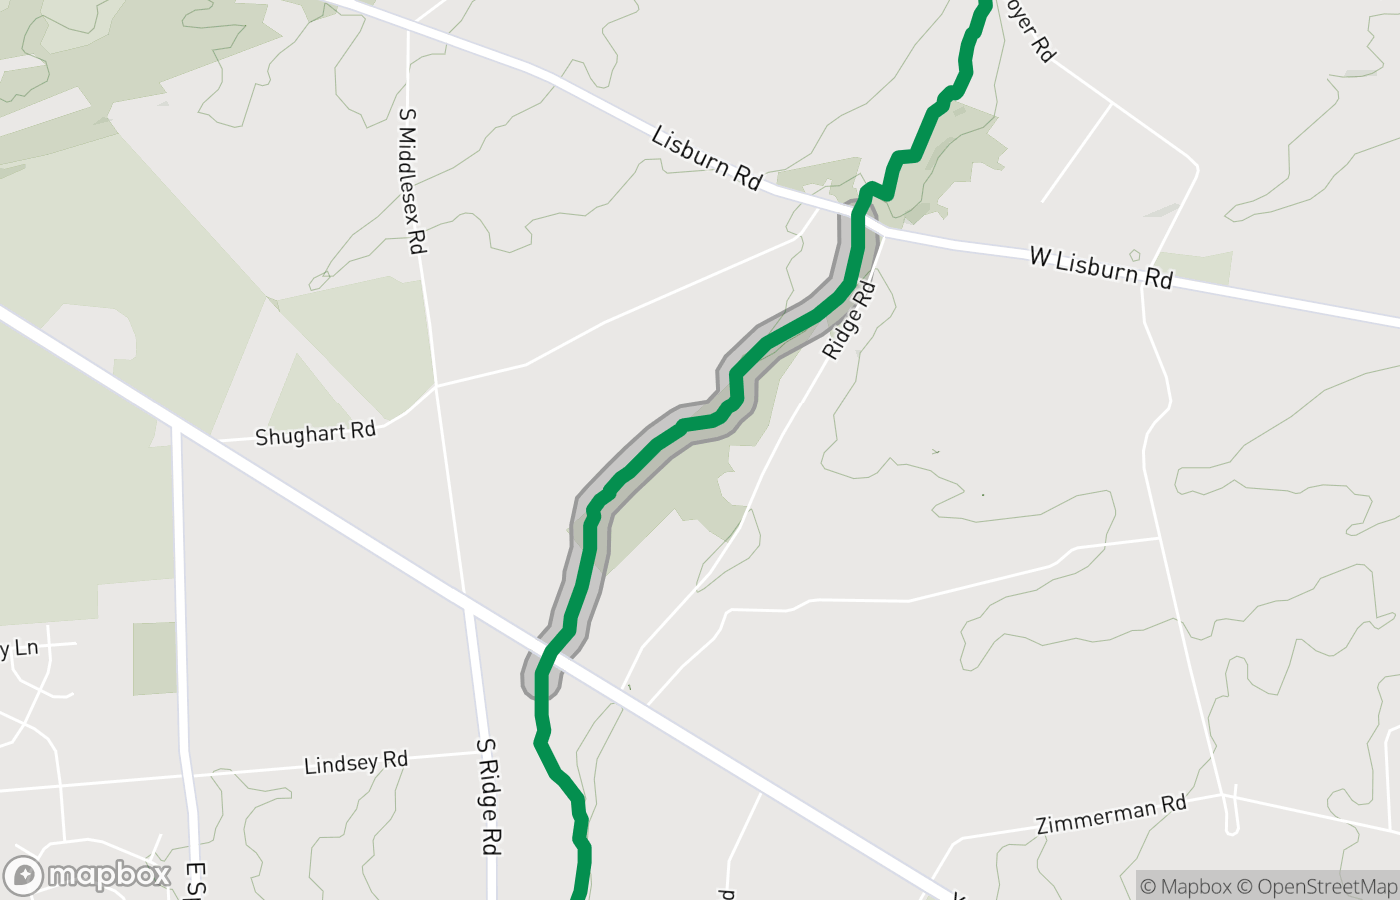 oyer Rd
S Middlesex Rd
Lisburn Rd
W Lisburn Rd
Ridge Rd
Shughart Rd
y Ln
Lindsey Rd
S Ridge Rd
Zimmerman Rd
E Sp
mapbox
© Mapbox © OpenStreetMap